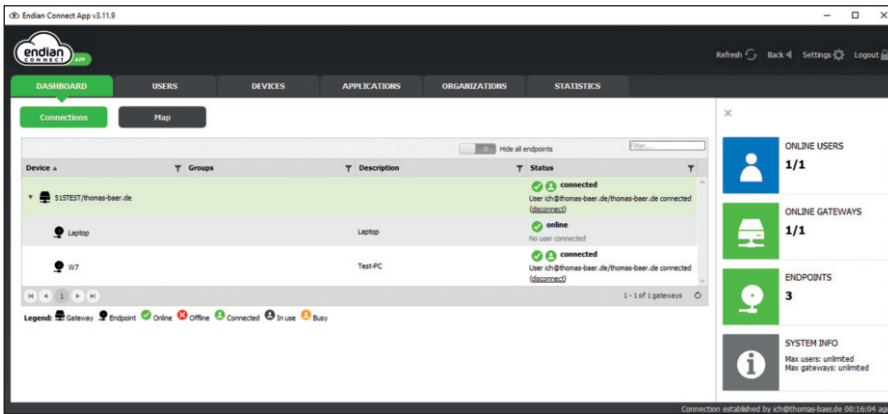 Endian Connect App v3.11.9
endian
CONNECT APP
Refresh Back Settings Logout
DASHBOARD USERS DEVICES APPLICATIONS ORGANIZATIONS STATISTICS
Connections Map
Hide all endpoints Filter...
Device Groups Description Status
515TEST/thomas-baer.de
connected
User ich@thomas-baer.de/thomas-baer.de connected
(disconnect)
Laptop Laptop
online
No user connected
W7 Test-PC
connected
User ich@thomas-baer.de/thomas-baer.de connected
(disconnect)
1
1 - 1 of 1 gateways
Legend: Gateway Endpoint Online Offline Connected In use Busy
ONLINE USERS
1/1
ONLINE GATEWAYS
1/1
ENDPOINTS
3
SYSTEM INFO
Max users: unlimited
Max gateways: unlimited
Connection established by ich@thomas-baer.de 00:16:04 ag